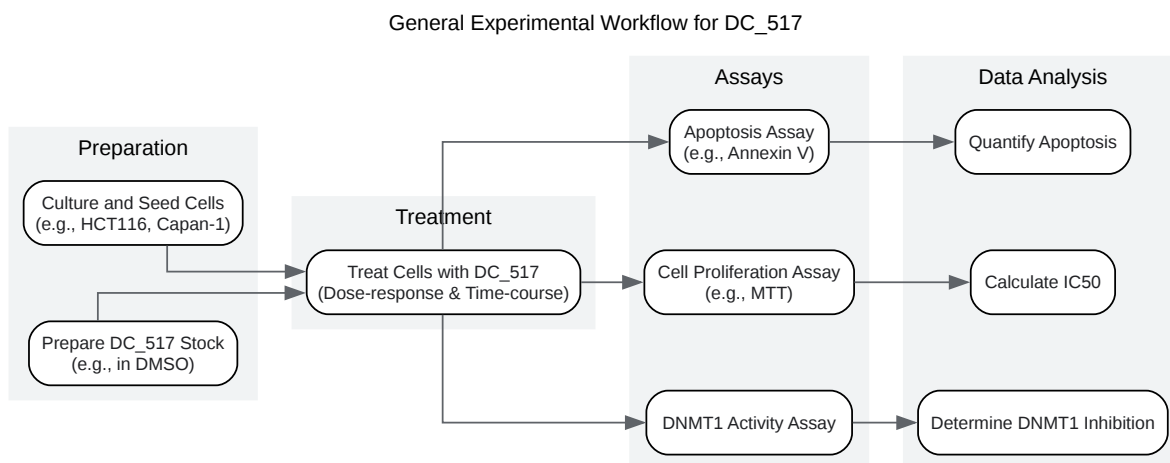 General Experimental Workflow for DC_517
Preparation
Culture and Seed Cells
(e.g., HCT116, Capan-1)
Prepare DC_517 Stock
(e.g., in DMSO)
Treatment
Treat Cells with DC_517
(Dose-response & Time-course)
Assays
Apoptosis Assay
(e.g., Annexin V)
Cell Proliferation Assay
(e.g., MTT)
DNMT1 Activity Assay
Data Analysis
Quantify Apoptosis
Calculate IC50
Determine DNMT1 Inhibition